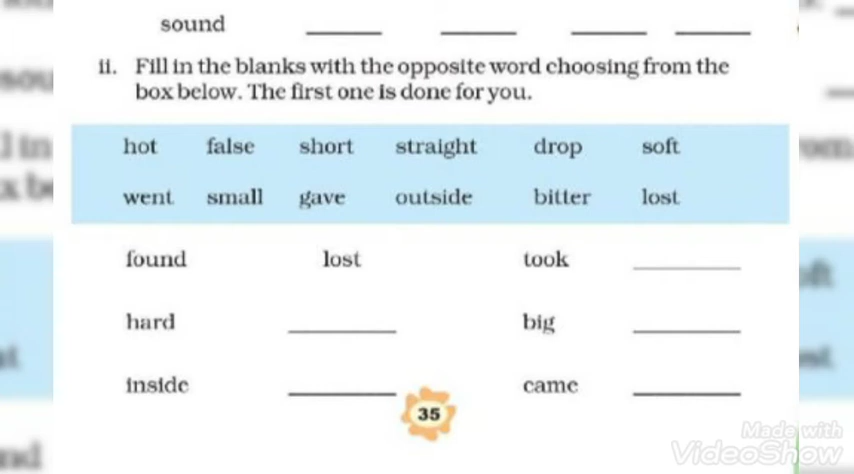 sound
ii. Fill in the blanks with the opposite word choosing from the
box below. The first one is done for you.
hot false short straight drop soft
went small gave outside bitter lost
found lost took
hard big
inside came
35
Made with
VideoShow